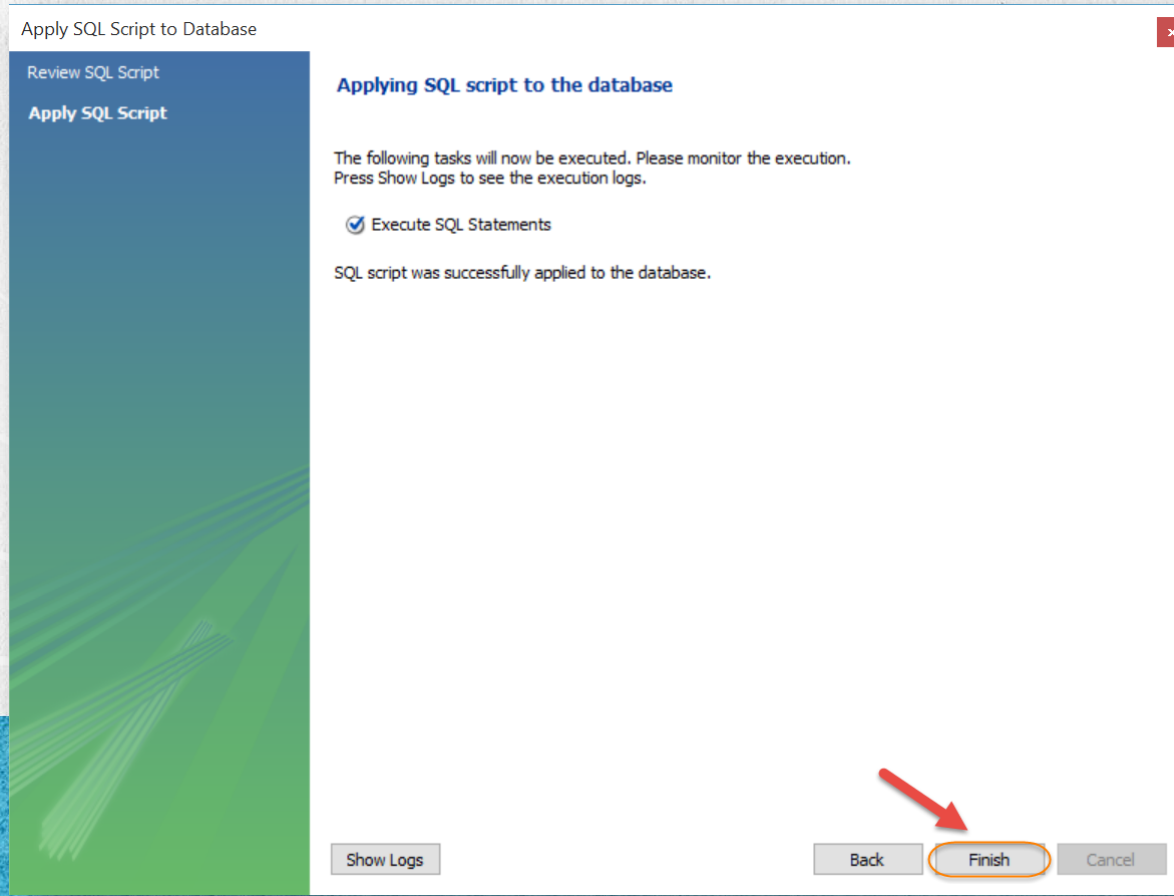 Apply SQL Script to Database
Review SQL Script
Apply SQL Script
Applying SQL script to the database
The following tasks will now be executed. Please monitor the execution.
Press Show Logs to see the execution logs.
Execute SQL Statements
SQL script was successfully applied to the database.
Show Logs
Back
Finish
Cancel